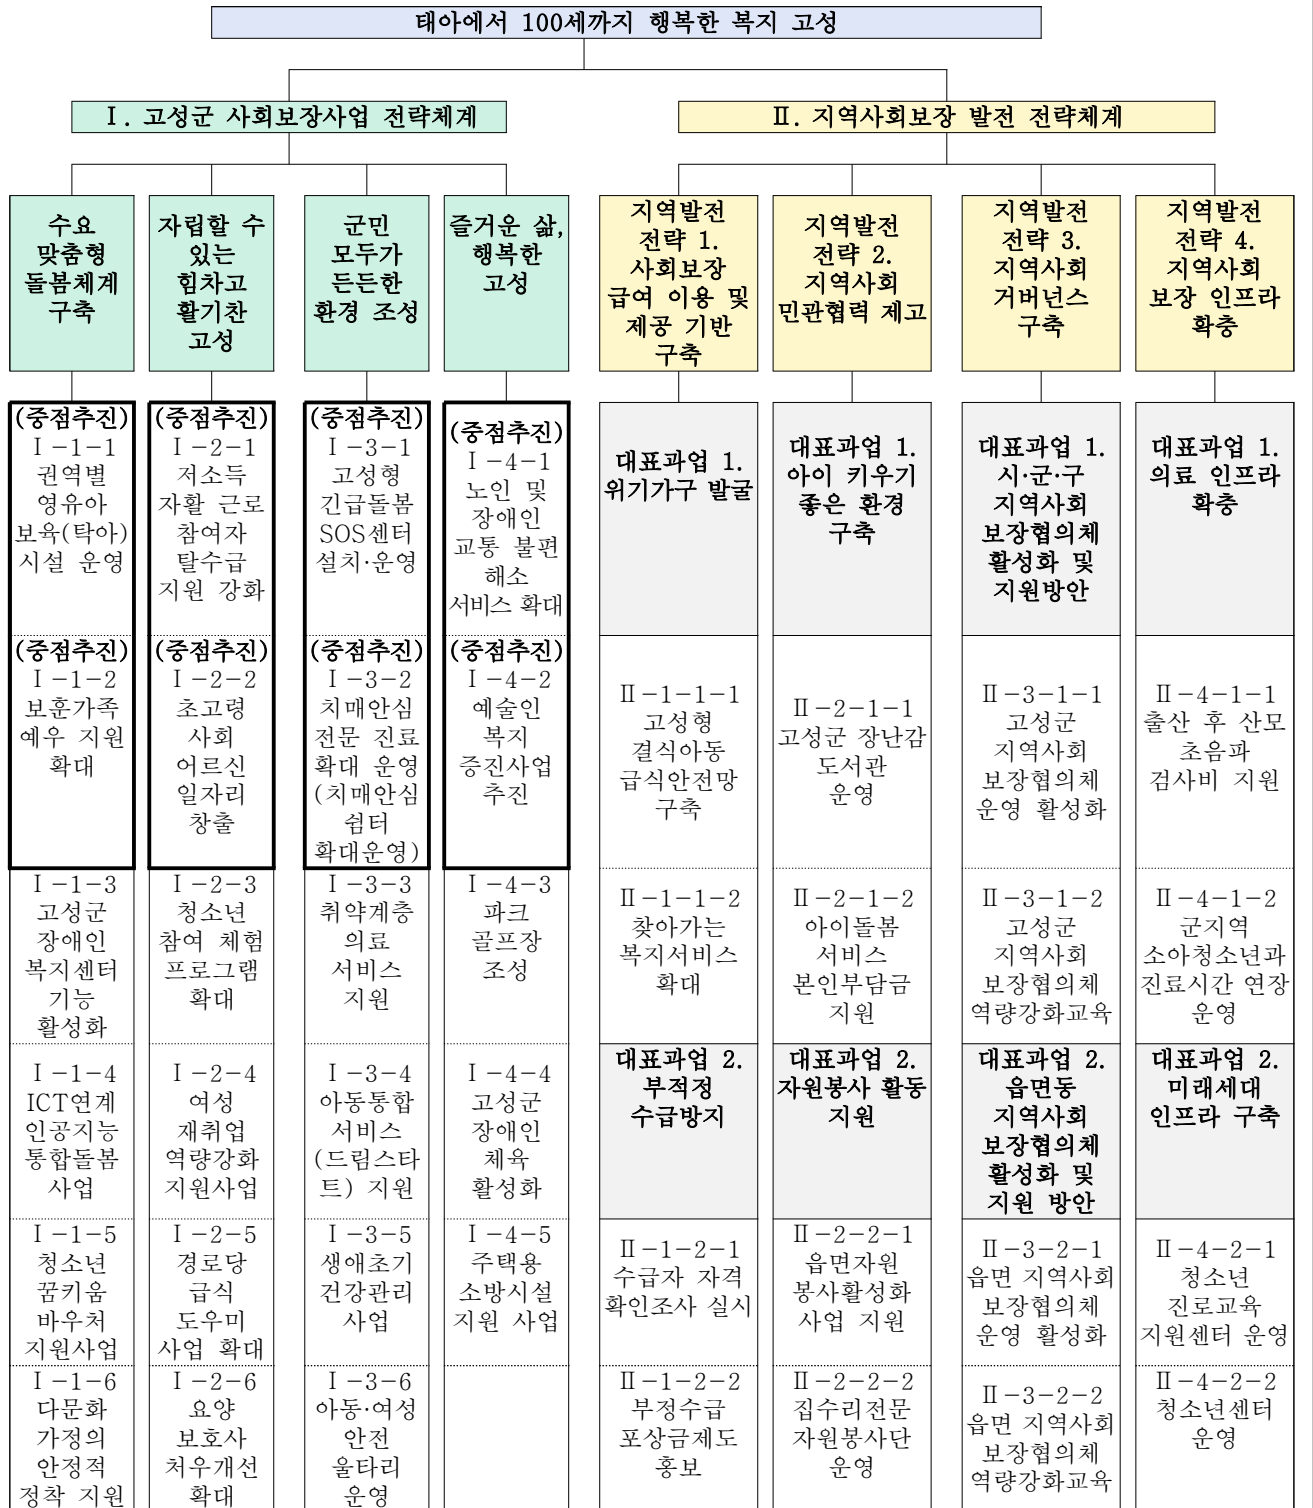 태아에서 100세까지 행복한 복지 고성
Ⅰ. 고성군 사회보장사업 전략체계
Ⅱ. 지역사회보장 발전 전략체계
수요
맞춤형
돌봄체계
구축
자립할 수
있는
힘차고
활기찬
고성
군민
모두가
든든한
환경 조성
즐거운 삶,
행복한
고성
지역발전
전략 1.
사회보장
급여 이용 및
제공 기반
구축
지역발전
전략 2.
지역사회
민관협력 제고
지역발전
전략 3.
지역사회
거버넌스
구축
지역발전
전략 4.
지역사회
보장 인프라
확충
(중점추진)
Ⅰ-1-1
권역별
영유아
보육(탁아)
시설 운영
(중점추진)
Ⅰ-2-1
저소득
자활 근로
참여자
탈수급
지원 강화
(중점추진)
Ⅰ-3-1
고성형
긴급돌봄
SOS센터
설치·운영
(중점추진)
Ⅰ-4-1
노인 및
장애인
교통 불편
해소
서비스 확대
대표과업 1.
위기가구 발굴
대표과업 1.
아이 키우기
좋은 환경
구축
대표과업 1.
시·군·구
지역사회
보장협의체
활성화 및
지원방안
대표과업 1.
의료 인프라
확충
(중점추진)
Ⅰ-1-2
보훈가족
예우 지원
확대
(중점추진)
Ⅰ-2-2
초고령
사회
어르신
일자리
창출
(중점추진)
Ⅰ-3-2
치매안심
전문 진료
확대 운영
(치매안심
쉼터
확대운영)
(중점추진)
Ⅰ-4-2
예술인
복지
증진사업
추진
Ⅱ-1-1-1
고성형
결식아동
급식안전망
구축
Ⅱ-2-1-1
고성군 장난감
도서관
운영
Ⅱ-3-1-1
고성군
지역사회
보장협의체
운영 활성화
Ⅱ-4-1-1
출산 후 산모
초음파
검사비 지원
Ⅰ-1-3
고성군
장애인
복지센터
기능
활성화
Ⅰ-2-3
청소년
참여 체험
프로그램
확대
Ⅰ-3-3
취약계층
의료
서비스
지원
Ⅰ-4-3
파크
골프장
조성
Ⅱ-1-1-2
찾아가는
복지서비스
확대
Ⅱ-2-1-2
아이돌봄
서비스
본인부담금
지원
Ⅱ-3-1-2
고성군
지역사회
보장협의체
역량강화교육
Ⅱ-4-1-2
군지역
소아청소년과
진료시간 연장
운영
Ⅰ-1-4
ICT연계
인공지능
통합돌봄
사업
Ⅰ-2-4
여성
재취업
역량강화
지원사업
Ⅰ-3-4
아동통합
서비스
(드림스타
트) 지원
Ⅰ-4-4
고성군
장애인
체육
활성화
대표과업 2.
부적정
수급방지
대표과업 2.
자원봉사 활동
지원
대표과업 2.
읍면동
지역사회
보장협의체
활성화 및
지원 방안
대표과업 2.
미래세대
인프라 구축
Ⅰ-1-5
청소년
꿈키움
바우처
지원사업
Ⅰ-2-5
경로당
급식
도우미
사업 확대
Ⅰ-3-5
생애초기
건강관리
사업
Ⅰ-4-5
주택용
소방시설
지원 사업
Ⅱ-1-2-1
수급자 자격
확인조사 실시
Ⅱ-2-2-1
읍면자원
봉사활성화
사업 지원
Ⅱ-3-2-1
읍면 지역사회
보장협의체
운영 활성화
Ⅱ-4-2-1
청소년
진로교육
지원센터 운영
Ⅰ-1-6
다문화
가정의
안정적
정착 지원
Ⅰ-2-6
요양
보호사
처우개선
확대
Ⅰ-3-6
아동·여성
안전
울타리
운영
Ⅱ-1-2-2
부정수급
포상금제도
홍보
Ⅱ-2-2-2
집수리전문
자원봉사단
운영
Ⅱ-3-2-2
읍면 지역사회
보장협의체
역량강화교육
Ⅱ-4-2-2
청소년센터
운영